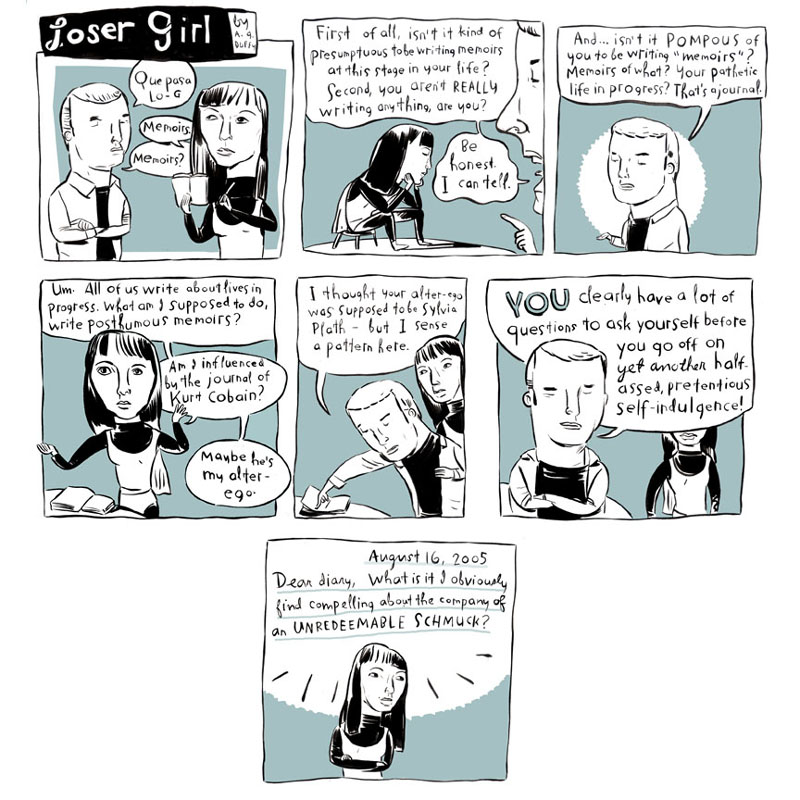 Loser Girl
by
A. G.
Duffy
Que pasa
Lo-G
Memoirs.
Memoirs?
First of all, isn't it kind of
presumptuous to be writing memoirs
at this stage in your life?
Second, you aren't REALLY
writing anything, are you?
Be
honest.
I can tell.
And... isn't it POMPOUS of
you to be writing "memoirs"?
Memoirs of what? Your pathetic
life in progress? That's a journal.
Um. All of us write about lives in
progress. What am I supposed to do,
write posthumous memoirs?
Am I influenced
by the journal of
Kurt Cobain?
Maybe he's
my alter-
ego.
I thought your alter-ego
was supposed to be Sylvia
Plath - but I sense
a pattern here.
YOU clearly have a lot of
questions to ask yourself before
you go off on
yet another half-
assed, pretentious
self-indulgence!
August 16, 2005
Dear diary, What is it I obviously
find compelling about the company of
an UNREDEEMABLE SCHMUCK?